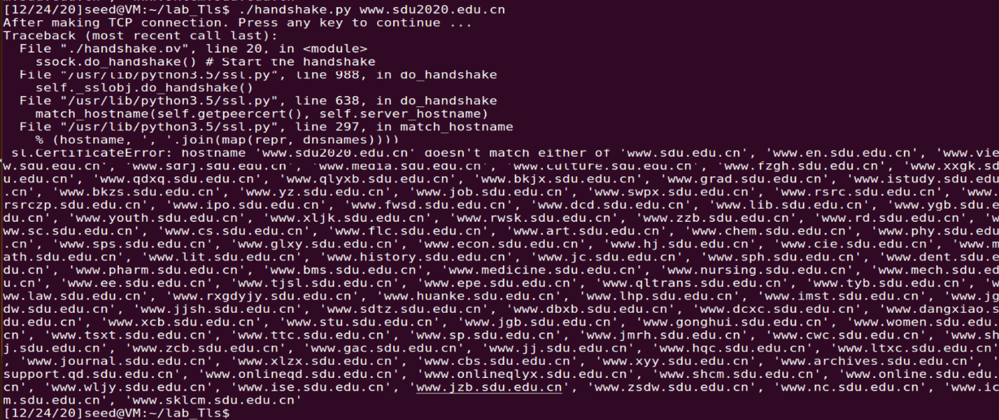 [12/24/20]seed@VM:~/lab_Tls$ ./handshake.py www.sdu2020.edu.cn
After making TCP connection. Press any key to continue ...
Traceback (most recent call last):
  File "./handshake.py", line 20, in <module>
    ssock.do_handshake() # Start the handshake
  File "/usr/lib/python3.5/ssl.py", line 988, in do_handshake
    self._sslobj.do_handshake()
  File "/usr/lib/python3.5/ssl.py", line 638, in do_handshake
    match_hostname(self.getpeercert(), self.server_hostname)
  File "/usr/lib/python3.5/ssl.py", line 297, in match_hostname
    % (hostname, ', '.join(map(repr, dnsnames))))
sl.CertificateError: hostname 'www.sdu2020.edu.cn' doesn't match either of 'www.sdu.edu.cn', 'www.en.sdu.edu.cn', 'www.vie
w.sdu.edu.cn', 'www.sdrj.sdu.edu.cn', 'www.media.sdu.edu.cn', 'www.culture.sdu.edu.cn', 'www.fzgh.sdu.edu.cn', 'www.xxgk.sd
u.edu.cn', 'www.qdxq.sdu.edu.cn', 'www.qlyxb.sdu.edu.cn', 'www.bkjx.sdu.edu.cn', 'www.grad.sdu.edu.cn', 'www.istudy.sdu.edu
.cn', 'www.bkzs.sdu.edu.cn', 'www.yz.sdu.edu.cn', 'www.job.sdu.edu.cn', 'www.swpx.sdu.edu.cn', 'www.rsrc.sdu.edu.cn', 'www.
rsrczp.sdu.edu.cn', 'www.ipo.sdu.edu.cn', 'www.fwsd.sdu.edu.cn', 'www.dcd.sdu.edu.cn', 'www.lib.sdu.edu.cn', 'www.ygb.sdu.e
du.cn', 'www.youth.sdu.edu.cn', 'www.xljk.sdu.edu.cn', 'www.rwsk.sdu.edu.cn', 'www.zzb.sdu.edu.cn', 'www.rd.sdu.edu.cn', 'w
ww.sc.sdu.edu.cn', 'www.cs.sdu.edu.cn', 'www.flc.sdu.edu.cn', 'www.art.sdu.edu.cn', 'www.chem.sdu.edu.cn', 'www.phy.sdu.edu
.cn', 'www.sps.sdu.edu.cn', 'www.glxy.sdu.edu.cn', 'www.econ.sdu.edu.cn', 'www.hj.sdu.edu.cn', 'www.cie.sdu.edu.cn', 'www.m
ath.sdu.edu.cn', 'www.lit.sdu.edu.cn', 'www.history.sdu.edu.cn', 'www.jc.sdu.edu.cn', 'www.sph.sdu.edu.cn', 'www.dent.sdu.e
du.cn', 'www.pharm.sdu.edu.cn', 'www.bms.sdu.edu.cn', 'www.medicine.sdu.edu.cn', 'www.nursing.sdu.edu.cn', 'www.mech.sdu.ed
u.cn', 'www.ee.sdu.edu.cn', 'www.tjsl.sdu.edu.cn', 'www.epe.sdu.edu.cn', 'www.qltrans.sdu.edu.cn', 'www.tyb.sdu.edu.cn', 'w
ww.law.sdu.edu.cn', 'www.rxgdyjy.sdu.edu.cn', 'www.huanke.sdu.edu.cn', 'www.lhp.sdu.edu.cn', 'www.imst.sdu.edu.cn', 'www.jg
dw.sdu.edu.cn', 'www.jjsh.sdu.edu.cn', 'www.sdtz.sdu.edu.cn', 'www.dbxb.sdu.edu.cn', 'www.dcxc.sdu.edu.cn', 'www.dangxiao.s
du.edu.cn', 'www.xcb.sdu.edu.cn', 'www.stu.sdu.edu.cn', 'www.jgb.sdu.edu.cn', 'www.gonghui.sdu.edu.cn', 'www.women.sdu.edu.
cn', 'www.tsxt.sdu.edu.cn', 'www.ttc.sdu.edu.cn', 'www.sp.sdu.edu.cn', 'www.jmrh.sdu.edu.cn', 'www.cwc.sdu.edu.cn', 'www.sh
j.sdu.edu.cn', 'www.zcb.sdu.edu.cn', 'www.gac.sdu.edu.cn', 'www.jj.sdu.edu.cn', 'www.hqc.sdu.edu.cn', 'www.ltxc.sdu.edu.cn'
, 'www.journal.sdu.edu.cn', 'www.xlzx.sdu.edu.cn', 'www.cbs.sdu.edu.cn', 'www.xyy.sdu.edu.cn', 'www.archives.sdu.edu.cn', '
support.qd.sdu.edu.cn', 'www.onlineqd.sdu.edu.cn', 'www.onlineqlyx.sdu.edu.cn', 'www.shcm.sdu.edu.cn', 'www.online.sdu.edu.
cn', 'www.wljy.sdu.edu.cn', 'www.ise.sdu.edu.cn', 'www.jzb.sdu.edu.cn', 'www.zsdw.sdu.edu.cn', 'www.nc.sdu.edu.cn', 'www.ic
m.sdu.edu.cn', 'www.sklcm.sdu.edu.cn'
[12/24/20]seed@VM:~/lab_Tls$